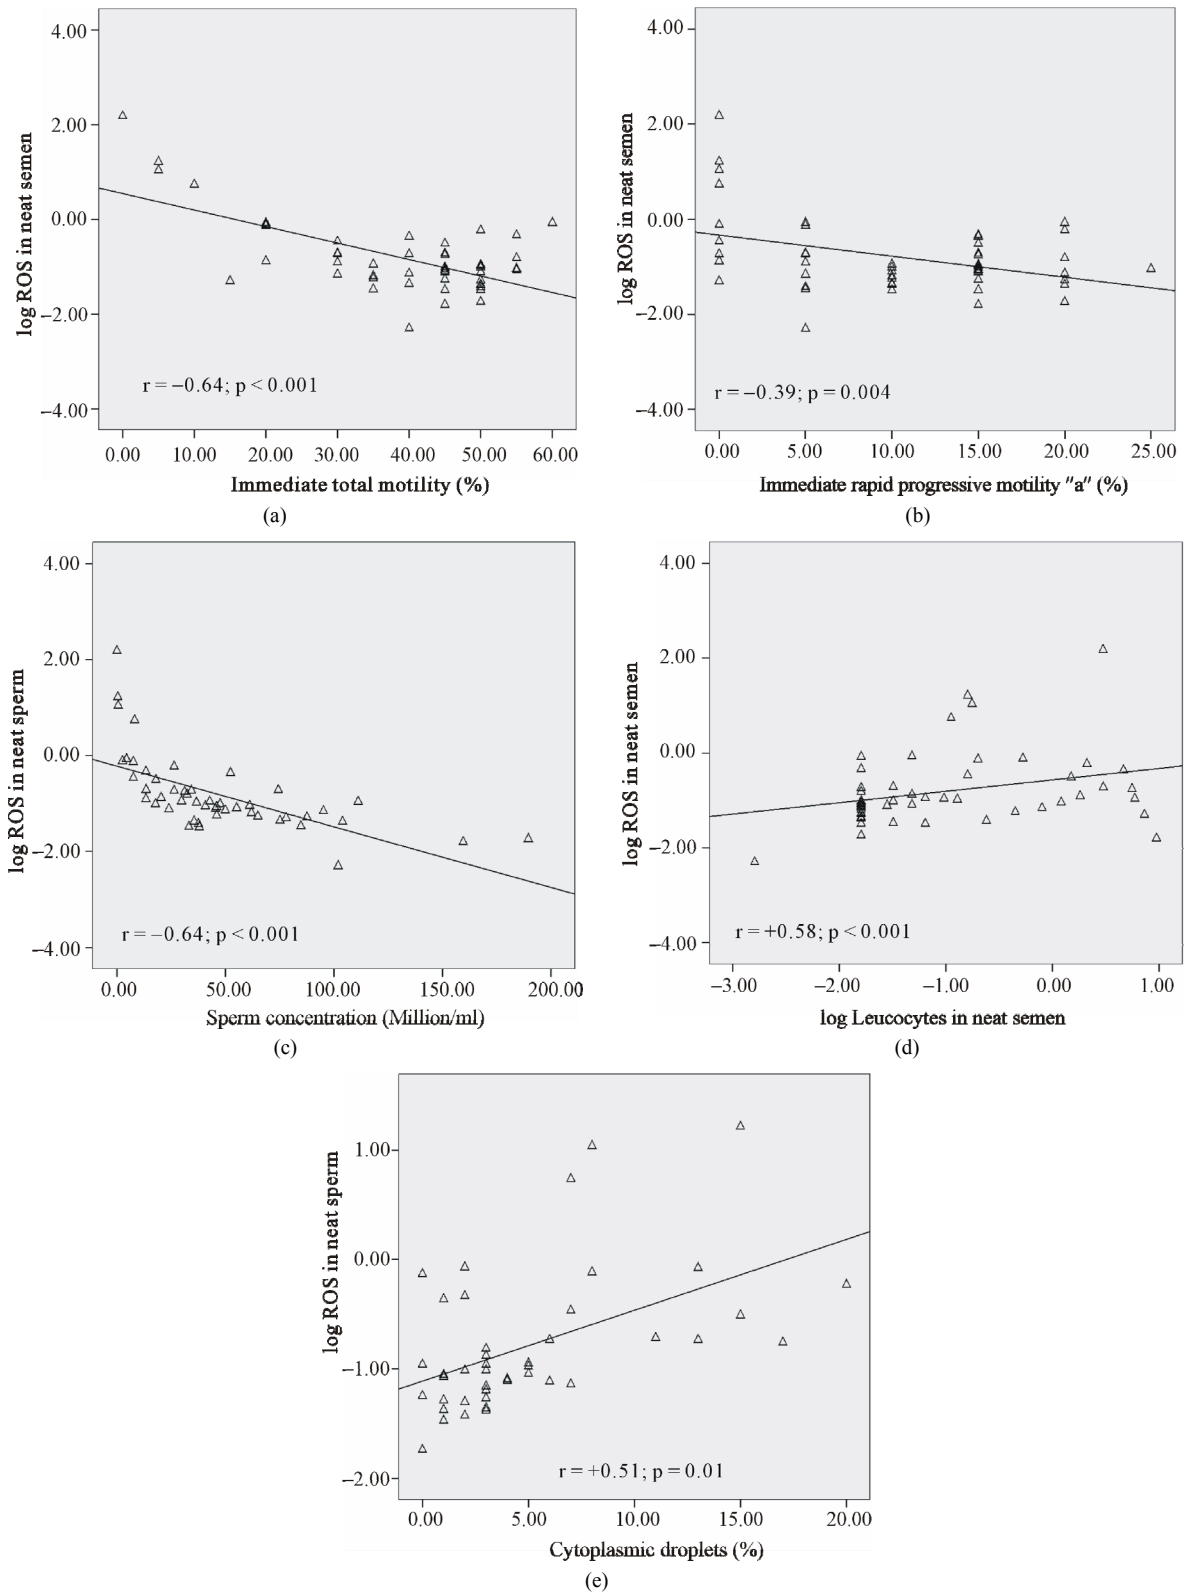 4.00
2.00
0.00
−2.00
−4.00
log ROS in neat semen
r = −0.64; p < 0.001
0.00 10.00 20.00 30.00 40.00 50.00 60.00
Immediate total motility (%)
(a)
4.00
2.00
0.00
−2.00
−4.00
log ROS in neat semen
r = −0.39; p = 0.004
0.00 5.00 10.00 15.00 20.00 25.00
Immediate rapid progressive motility "a" (%)
(b)
4.00
2.00
0.00
−2.00
−4.00
log ROS in neat sperm
r = −0.64; p < 0.001
0.00 50.00 100.00 150.00 200.00
Sperm concentration (Million/ml)
(c)
4.00
2.00
0.00
−2.00
−4.00
log ROS in neat semen
r = +0.58; p < 0.001
−3.00 −2.00 −1.00 0.00 1.00
log Leucocytes in neat semen
(d)
1.00
0.00
−1.00
−2.00
log ROS in neat sperm
r = +0.51; p = 0.01
0.00 5.00 10.00 15.00 20.00
Cytoplasmic droplets (%)
(e)